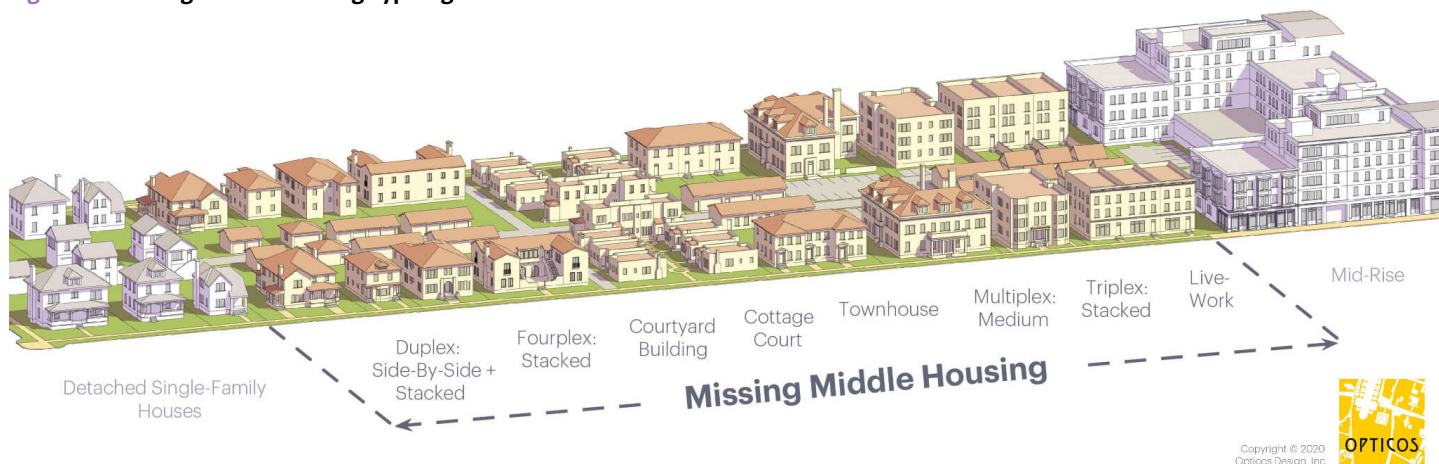 Detached Single-Family
Houses
Duplex:
Side-By-Side +
Stacked
Fourplex:
Stacked
Courtyard
Building
Cottage
Court
Townhouse
Multiplex:
Medium
Triplex:
Stacked
Live-
Work
Mid-Rise
Missing Middle Housing
Copyright © 2020
Opticos Design, Inc.
OPTICOS